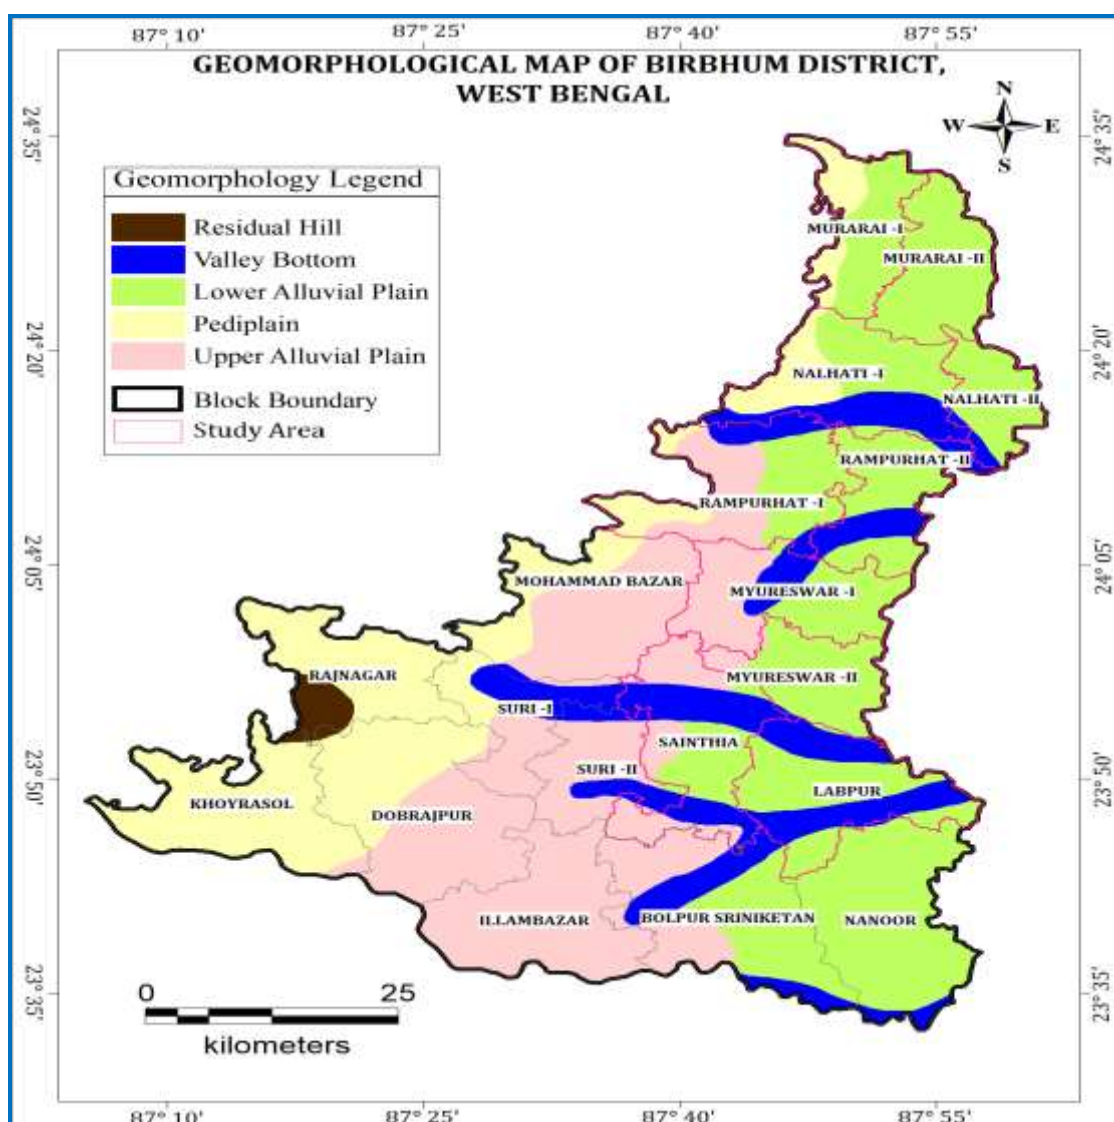 87° 10' 87° 25' 87° 40' 87° 55'
GEOMORPHOLOGICAL MAP OF BIRBHUM DISTRICT,
WEST BENGAL
N
W E
S
24° 35' 24° 35'
Geomorphology Legend
Residual Hill
Valley Bottom
Lower Alluvial Plain
Pediplain
Upper Alluvial Plain
Block Boundary
Study Area
MURARAI -I
MURARAI -II
24° 20' 24° 20'
NALHATI -I
NALHATI -II
RAMPURHAT -II
RAMPURHAT -I
24° 05' 24° 05'
MOHAMMAD BAZAR
MYURESWAR -I
RAJNAGAR
MYURESWAR -II
SURI -I
SAINTHIA
SURI -II
23° 50' 23° 50'
LABPUR
KHOYRASOL
DOBRAJPUR
ILLAMBAZAR
BOLPUR SRINIKETAN
NANOOR
23° 35' 23° 35'
0 25
kilometers
87° 10' 87° 25' 87° 40' 87° 55'